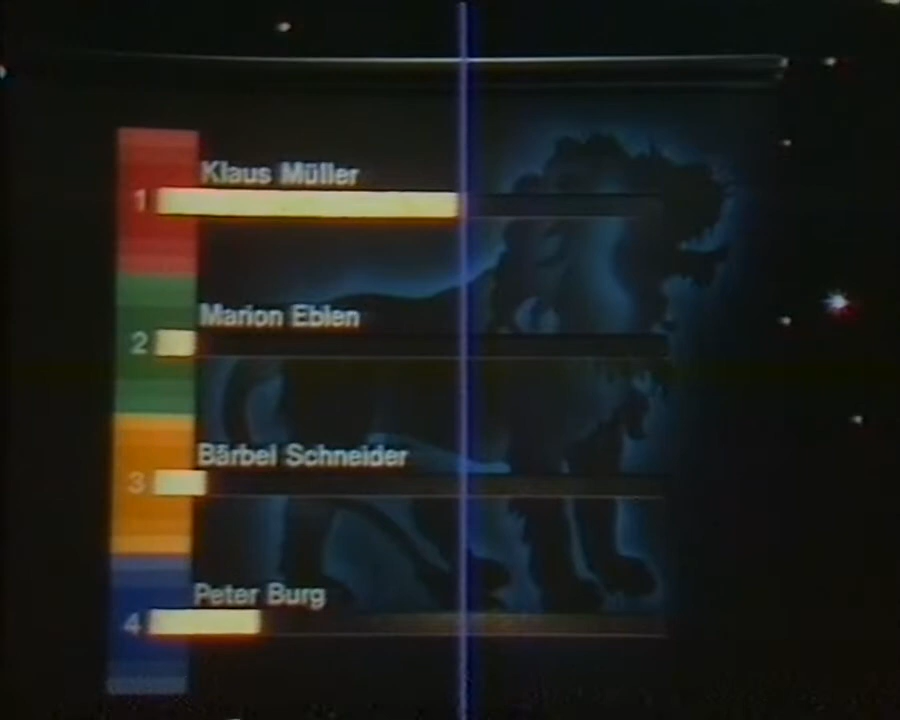 Klaus Müller
1
Marion Eblen
2
Bärbel Schneider
3
Peter Burg
4